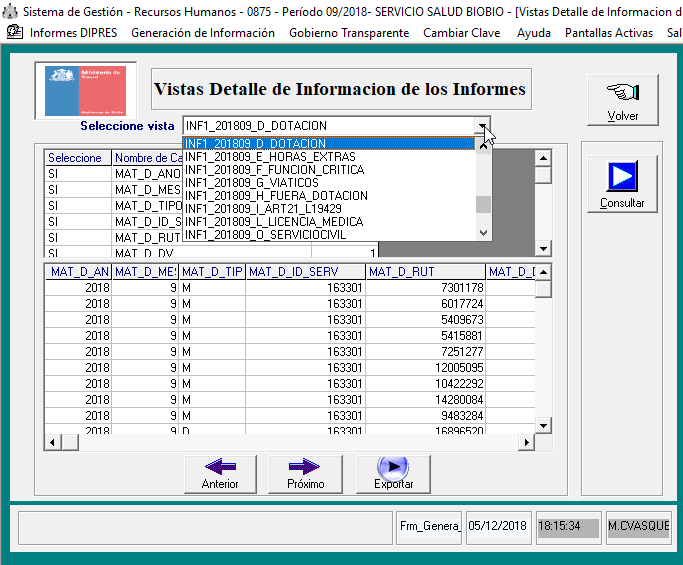 Sistema de Gestión - Recursos Humanos - 0875 - Período 09/2018- SERVICIO SALUD BIOBIO - [Vistas Detalle de Informacion d
Informes DIPRES Generación de Información Gobierno Transparente Cambiar Clave Ayuda Pantallas Activas Sal
Ministerio de
Salud
Gobierno de Chile
Vistas Detalle de Informacion de los Informes
Volver
Seleccione vista INF1_201809_D_DOTACION
INF1_201809_D_DOTACION
INF1_201809_E_HORAS_EXTRAS
INF1_201809_F_FUNCION_CRITICA
INF1_201809_G_VIATICOS
INF1_201809_H_FUERA_DOTACION
INF1_201809_I_ART21_L19429
INF1_201809_L_LICENCIA_MEDICA
INF1_201809_O_SERVICIOCIVIL
Consultar
Seleccione Nombre de Ca
SI MAT_D_ANO
SI MAT_D_MES
SI MAT_D_TIPO
SI MAT_D_ID_S
SI MAT_D_RUT
SI MAT_D_DV 1
MAT_D_AN MAT_D_MES MAT_D_TIP MAT_D_ID_SERV MAT_D_RUT MAT_D_D
2018 9 M 163301 7301178
2018 9 M 163301 6017724
2018 9 M 163301 5409673
2018 9 M 163301 5415881
2018 9 M 163301 7251277
2018 9 M 163301 12005095
2018 9 M 163301 10422292
2018 9 M 163301 14280084
2018 9 M 163301 9483284
2018 9 D 163301 16896520
Anterior Próximo Exportar
Frm_Genera_ 05/12/2018 18:15:34 M.CVASQUE